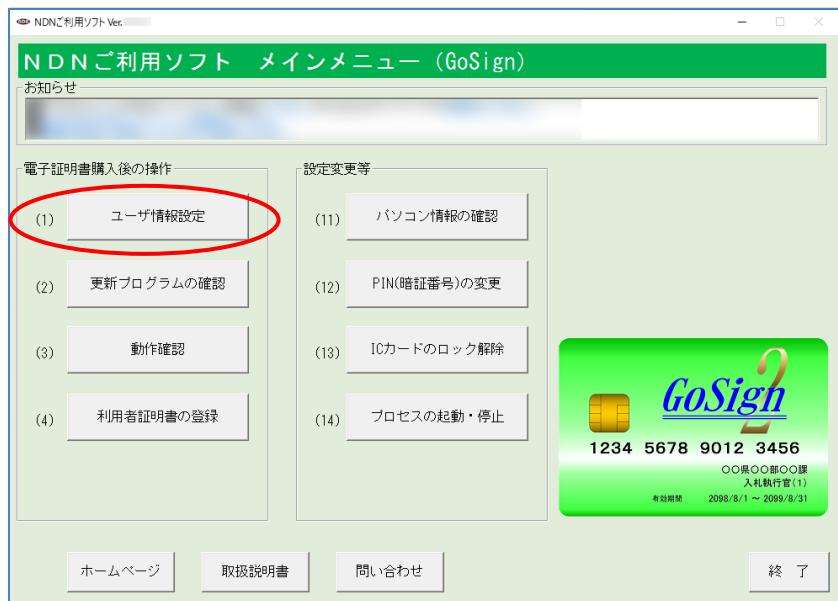 NDNご利用ソフト Ver.
NDNご利用ソフト メインメニュー (GoSign)
お知らせ
電子証明書購入後の操作
(1) ユーザ情報設定
(2) 更新プログラムの確認
(3) 動作確認
(4) 利用者証明書の登録
設定変更等
(11) パソコン情報の確認
(12) PIN(暗証番号)の変更
(13) ICカードのロック解除
(14) プロセスの起動・停止
GoSign 2
1234 5678 9012 3456
○○県○○部○○課
入札執行官(1)
有効期間 2098/8/1 ~ 2099/8/31
ホームページ
取扱説明書
問い合わせ
終 了